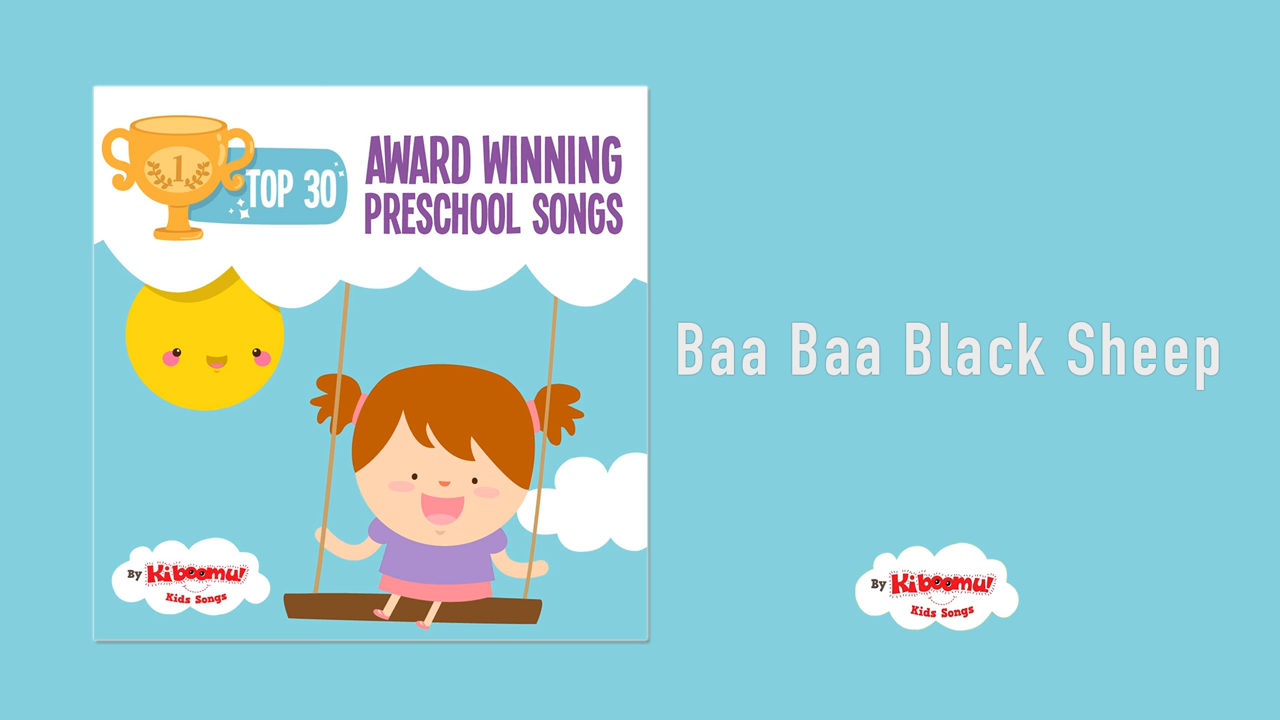 1
TOP 30
AWARD WINNING
PRESCHOOL SONGS
By Kiboomu!
Kids Songs
Baa Baa Black Sheep
By Kiboomu!
Kids Songs